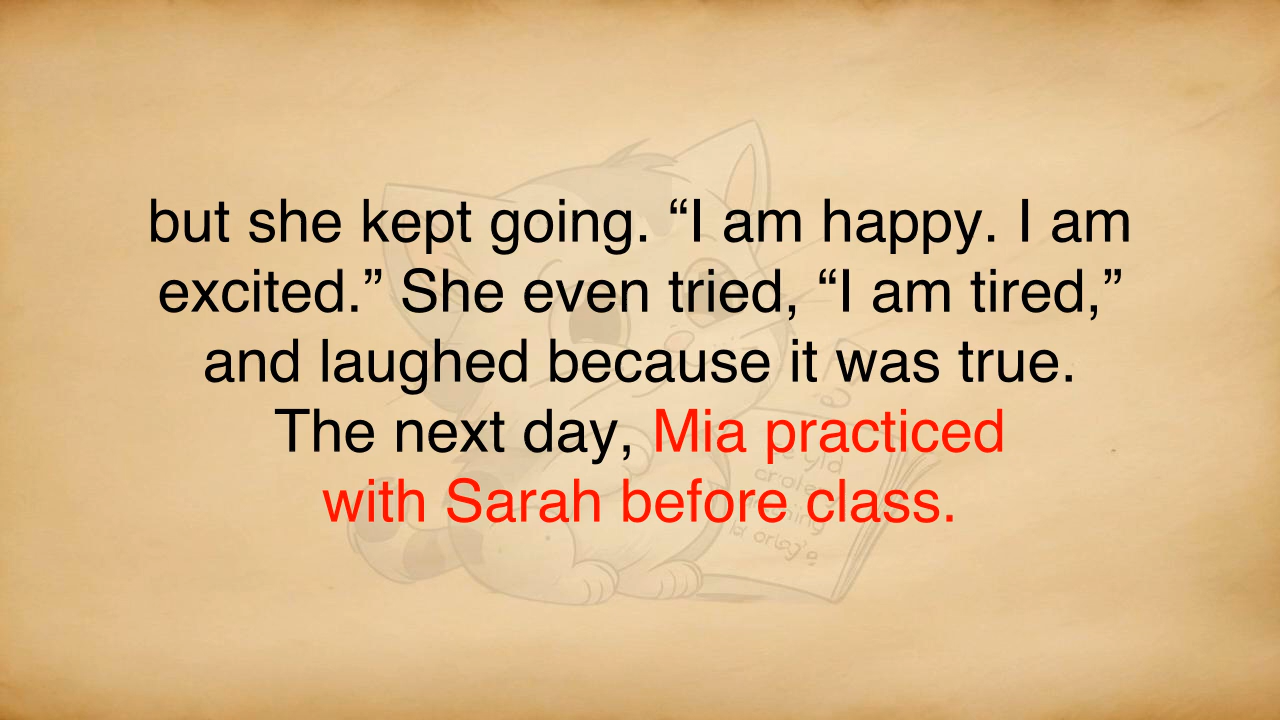 but she kept going. “I am happy. I am
excited.” She even tried, “I am tired,”
and laughed because it was true.
The next day, Mia practiced
with Sarah before class.